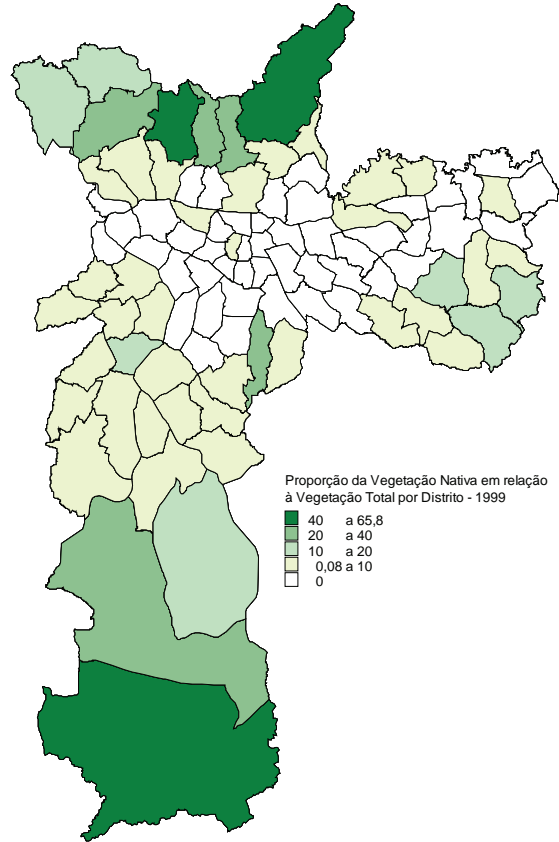 Proporção da Vegetação Nativa em relação
à Vegetação Total por Distrito - 1999
40 a 65,8
20 a 40
10 a 20
0,08 a 10
0